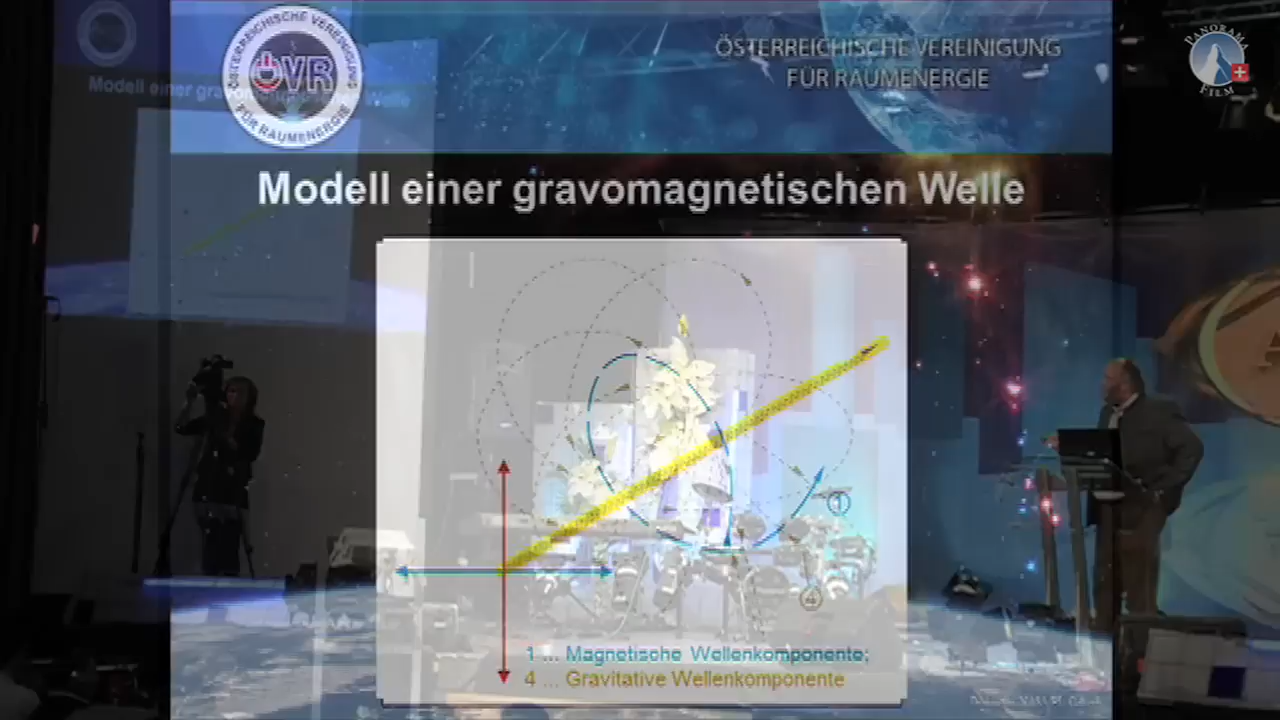 ÖSTERREICHISCHE VEREINIGUNG
FÜR RAUMENERGIE
ÖVR
ÖSTERREICHISCHE VEREINIGUNG
FÜR RAUMENERGIE
PANORAMA
FILM
Modell einer gravomagnetischen Welle
1
4
1 ... Magnetische Wellenkomponente;
4 ... Gravitative Wellenkomponente